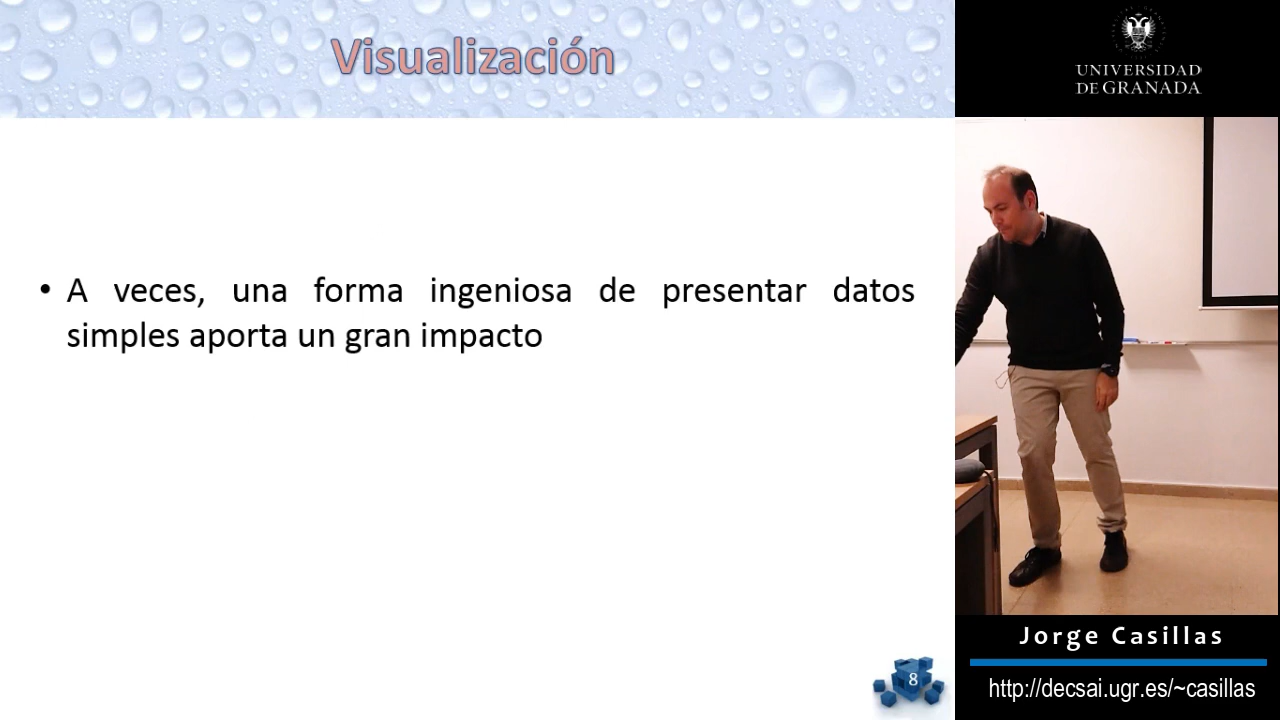 Visualización
• A veces, una forma ingeniosa de presentar datos
simples aporta un gran impacto
8
UNIVERSIDAD
DE GRANADA
Jorge Casillas
http://decsai.ugr.es/~casillas